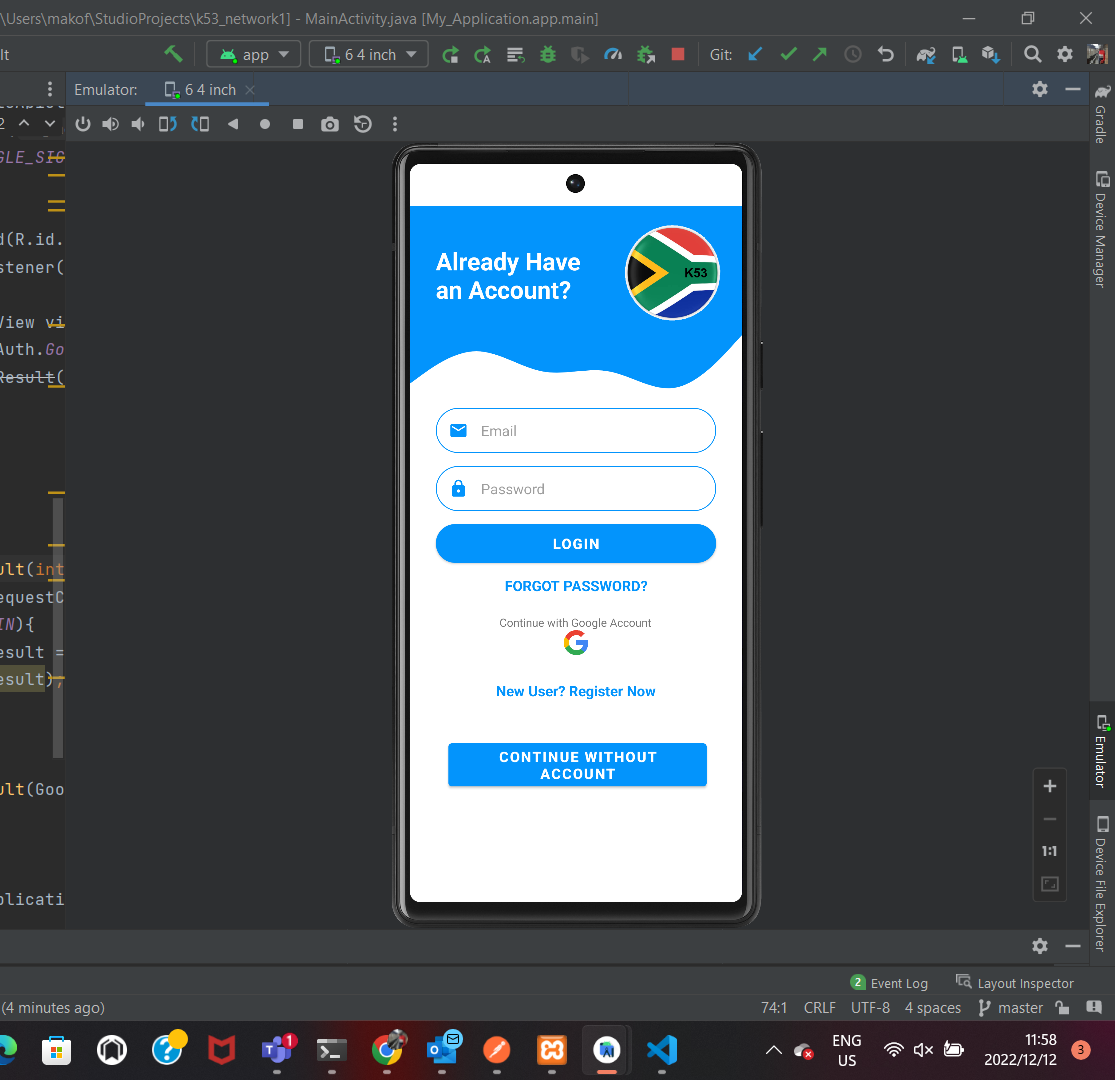 \Users\makof\StudioProjects\k53_network1] - MainActivity.java [My_Application.app.main]
lt
app
6 4 inch
Git:
Emulator:
6 4 inch
2
GLE_SIG
d(R.id.
stener(
View vi
Auth.Go
Result(
ult(int
equestC
IN){
esult =
esult);
ult(Goo
plicati
Already Have
an Account?
K53
Email
Password
LOGIN
FORGOT PASSWORD?
Continue with Google Account
New User? Register Now
CONTINUE WITHOUT
ACCOUNT
1:1
Gradle
Device Manager
Emulator
Device File Explorer
2 Event Log
Layout Inspector
(4 minutes ago)
74:1 CRLF UTF-8 4 spaces master
1
ENG
US
11:58
2022/12/12
3